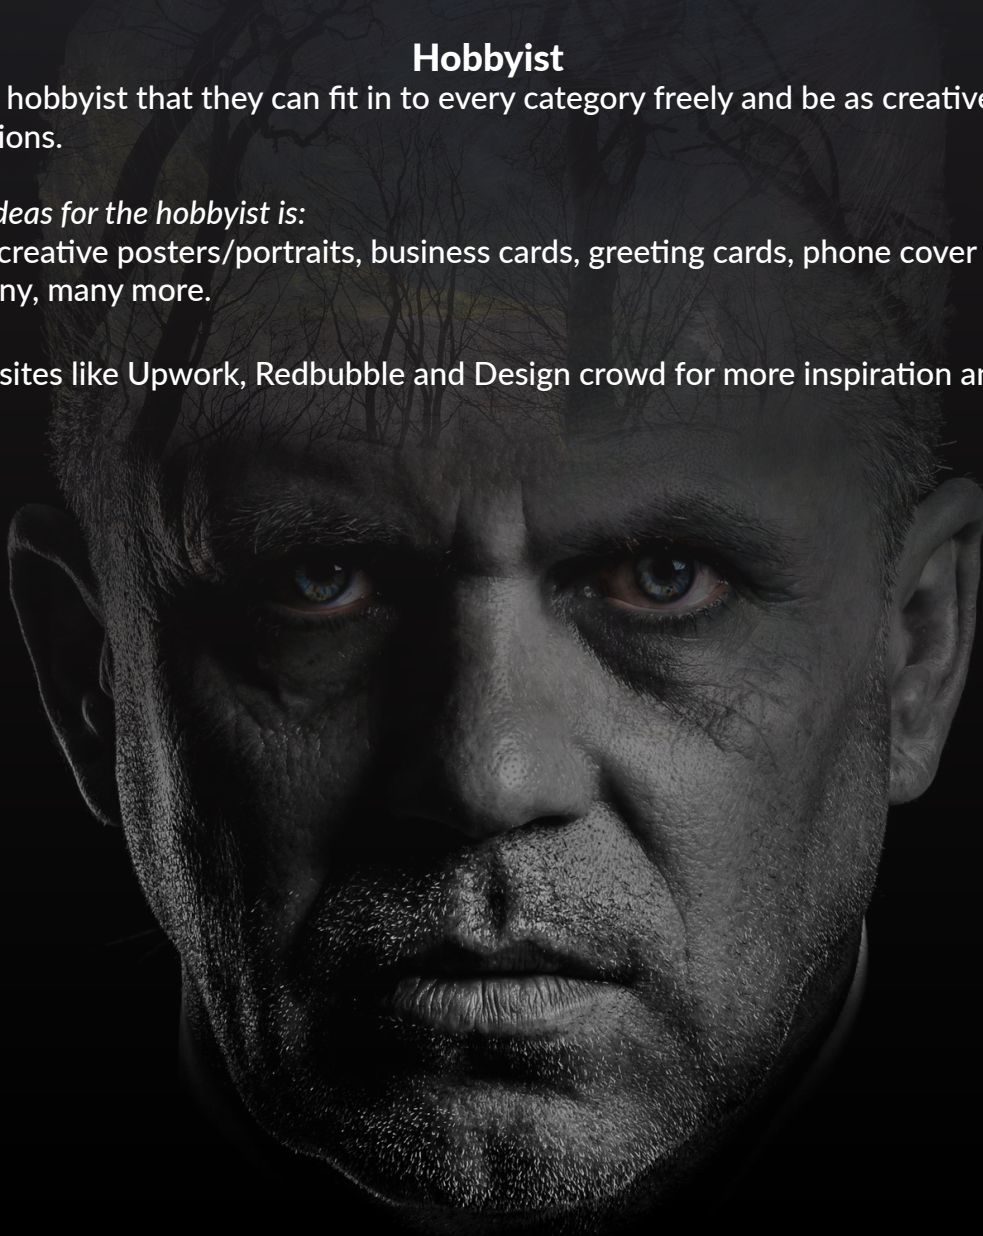 Hobbyist
hobbyist that they can fit in to every category freely and be as creative
ions.
deas for the hobbyist is:
creative posters/portraits, business cards, greeting cards, phone cover
ny, many more.
sites like Upwork, Redbubble and Design crowd for more inspiration an